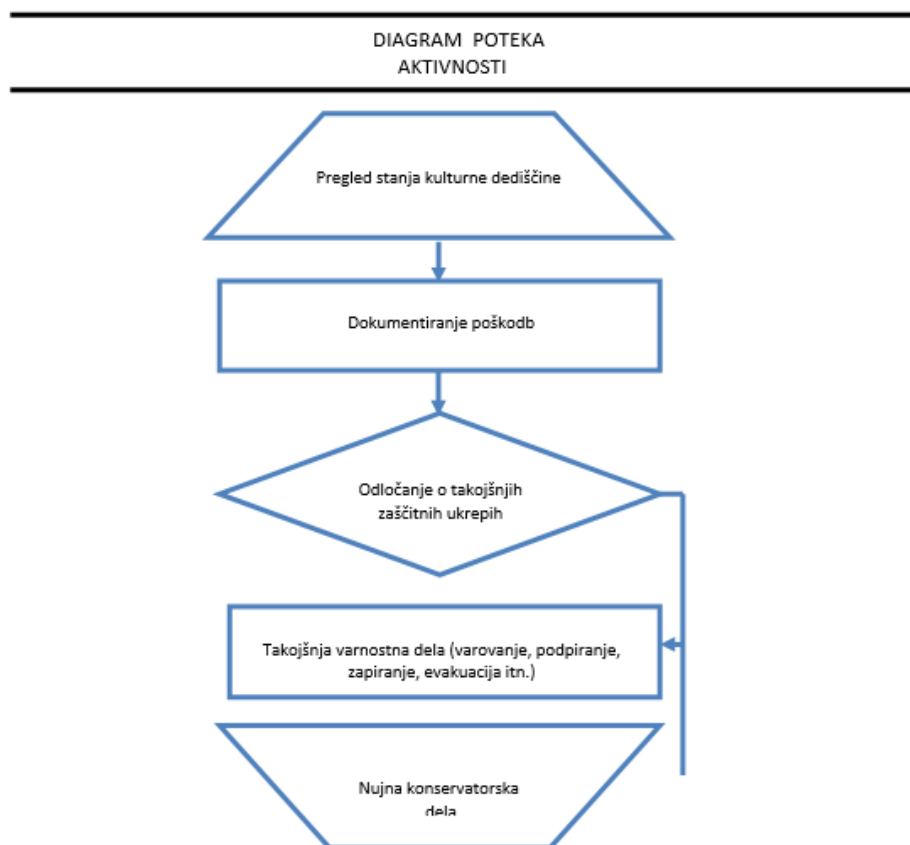 DIAGRAM POTEKA
AKTIVNOSTI
Pregled stanja kulturne dediščine
Dokumentiranje poškodb
Odločanje o takojšnjih
zaščitnih ukrepih
Takojšnja varnostna dela (varovanje, podpiranje,
zapiranje, evakuacija itn.)
Nujna konservatorska
dela